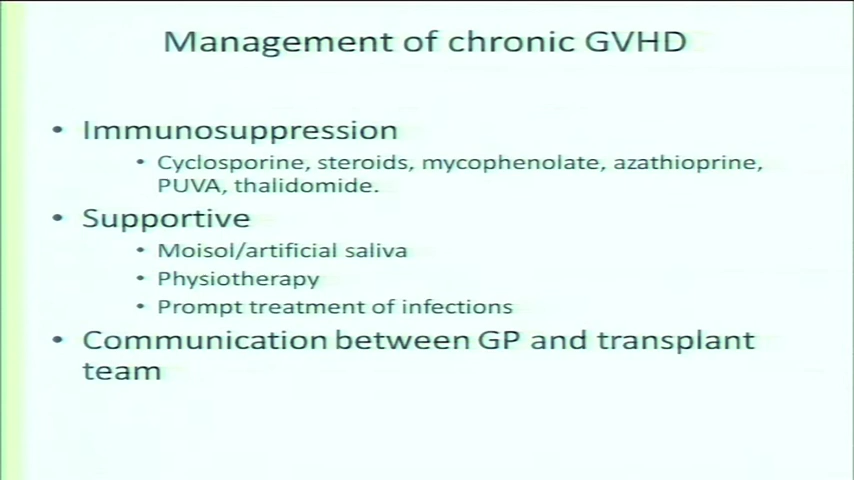 Management of chronic GVHD
• Immunosuppression
• Cyclosporine, steroids, mycophenolate, azathioprine,
PUVA, thalidomide.
• Supportive
• Moisol/artificial saliva
• Physiotherapy
• Prompt treatment of infections
• Communication between GP and transplant
team